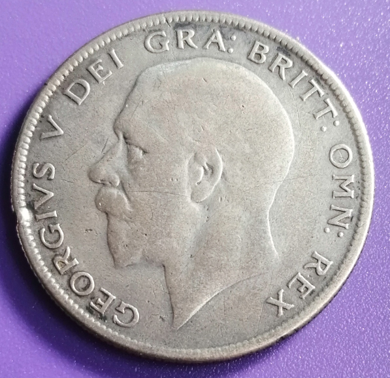 GEORGIVS V DEI GRA: BRITT: OMN: REX